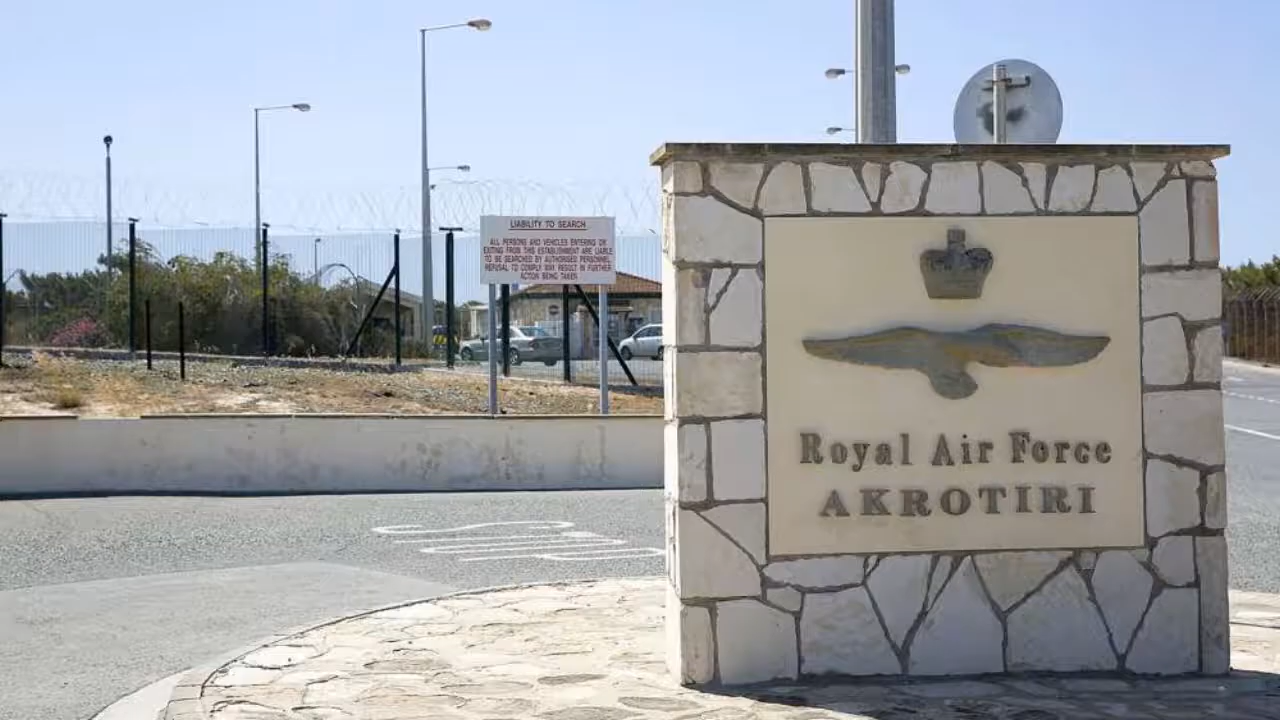 LIABILITY TO SEARCH
ALL PERSONS AND VEHICLES ENTERING OR
EXITING FROM THIS ESTABLISHMENT ARE LIABLE
TO BE SEARCHED BY AUTHORISED PERSONNEL
REFUSAL TO COMPLY MAY RESULT IN FURTHER
ACTION BEING TAKEN
Royal Air Force
AKROTIRI